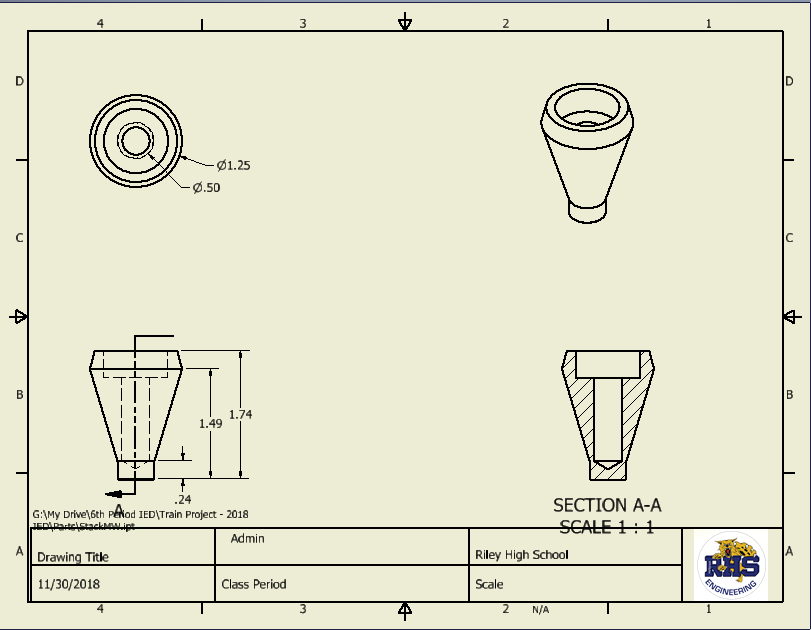 4 3 2 1
D D
Ø1.25
Ø.50
C C
B B
1.49 1.74
.24
A
SECTION A-A
SCALE 1 : 1
G:\My Drive\6th Period IED\Train Project - 2018
IED\Parts\StackMW.ipt
A A
Admin
Drawing Title
Riley High School
11/30/2018
Class Period
Scale
RHS
ENGINEERING
4 3 2 N/A 1